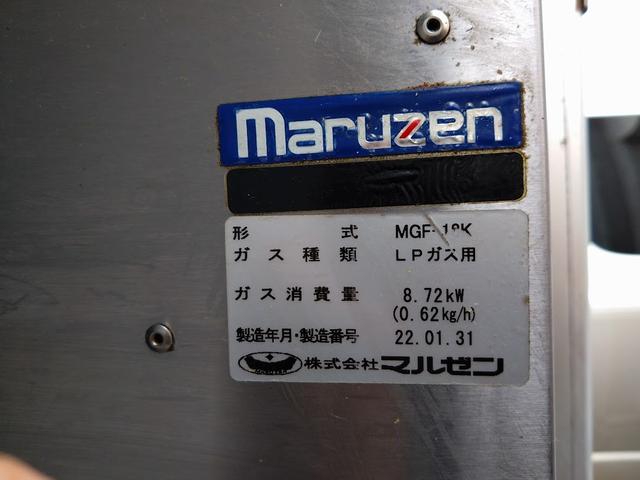 maruzen
形 式 MGF-18K
ガス種類 LPガス用
ガス消費量 8.72kW
(0.62kg/h)
製造年月・製造番号 22.01.31
株式会社マルゼン